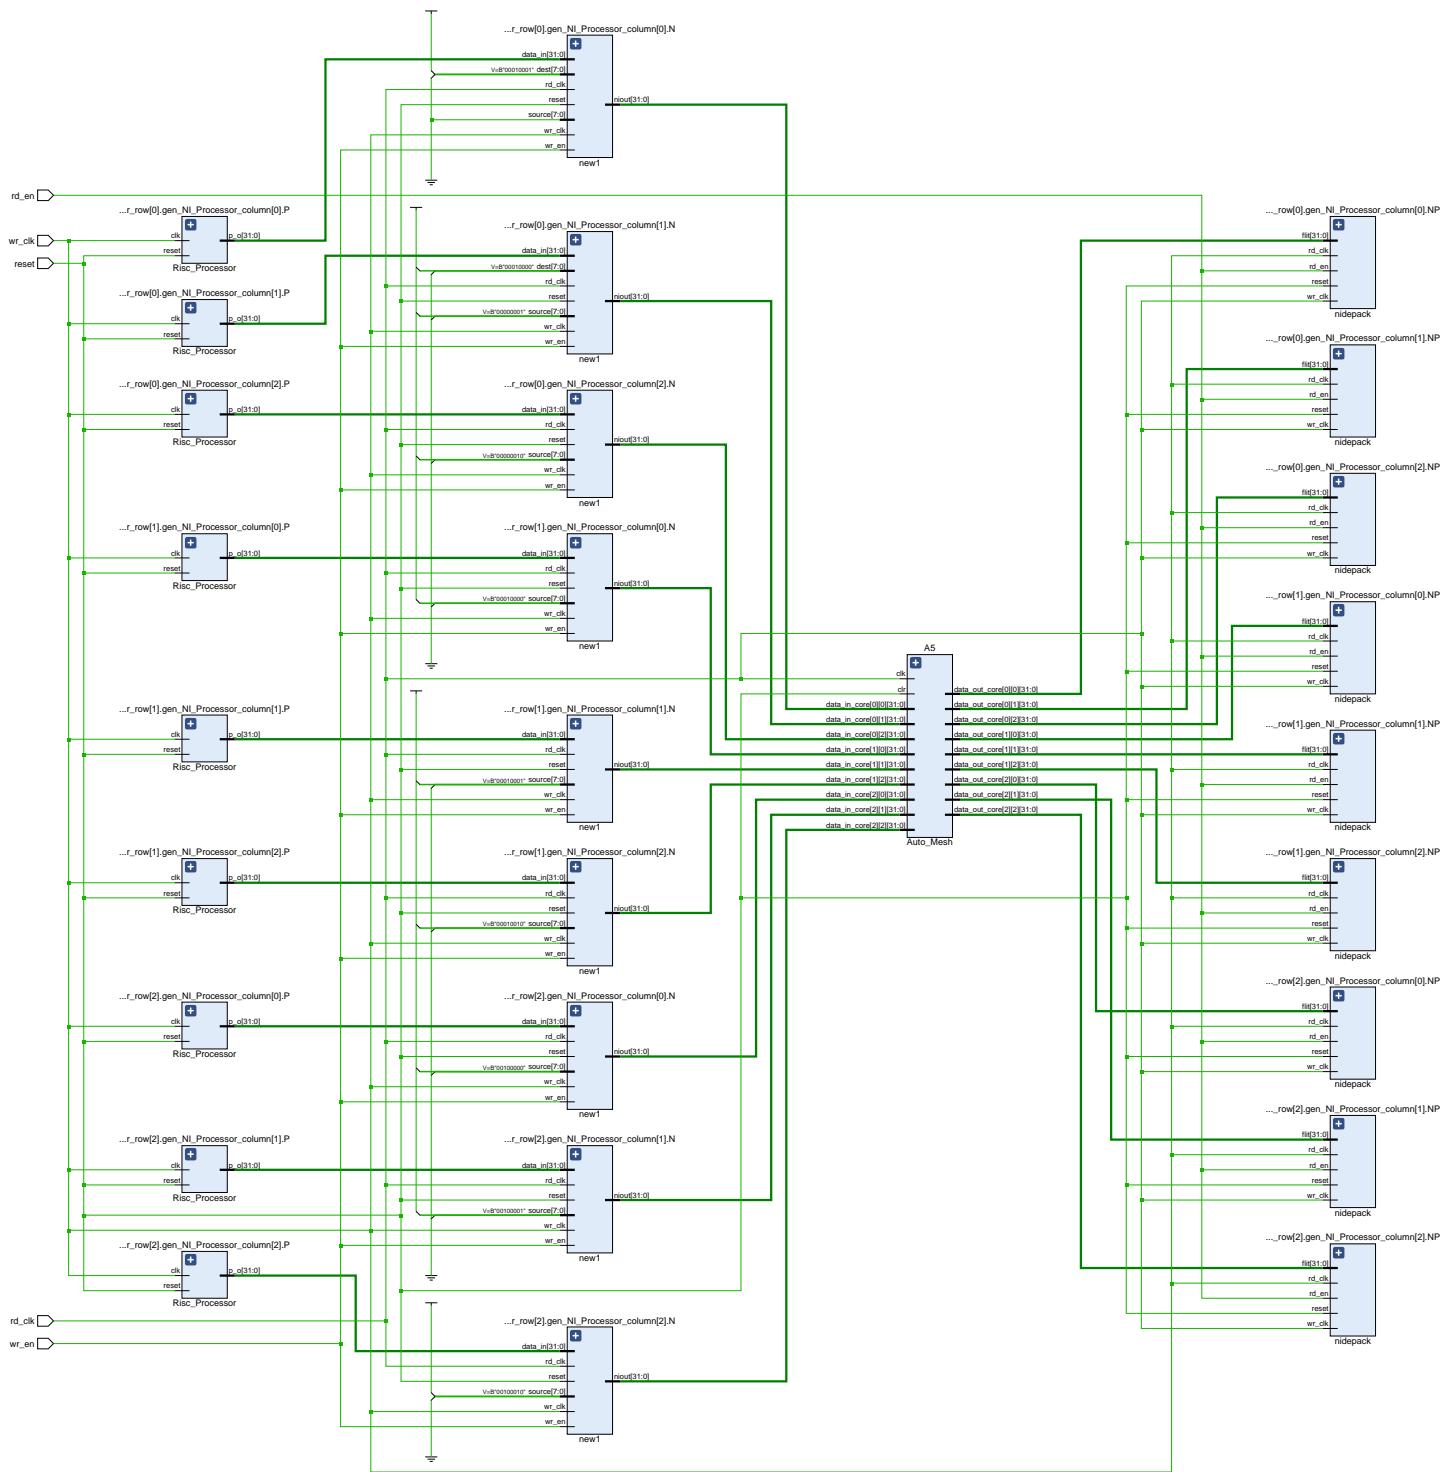 ...r_row[0].gen_NI_Processor_column[0].N
data_in[31:0]
V=B"00010001" dest[7:0]
rd_clk
reset
source[7:0]
wr_clk
wr_en
niout[31:0]
new1
rd_en
wr_clk
reset
...r_row[0].gen_NI_Processor_column[0].P
clk
reset
p_o[31:0]
Risc_Processor
...r_row[0].gen_NI_Processor_column[1].P
clk
reset
p_o[31:0]
Risc_Processor
...r_row[0].gen_NI_Processor_column[1].N
data_in[31:0]
V=B"00010000" dest[7:0]
rd_clk
reset
V=B"00000001" source[7:0]
wr_clk
wr_en
niout[31:0]
new1
...r_row[0].gen_NI_Processor_column[2].P
clk
reset
p_o[31:0]
Risc_Processor
...r_row[0].gen_NI_Processor_column[2].N
data_in[31:0]
rd_clk
reset
V=B"00000010" source[7:0]
wr_clk
wr_en
niout[31:0]
new1
...r_row[1].gen_NI_Processor_column[0].P
clk
reset
p_o[31:0]
Risc_Processor
...r_row[1].gen_NI_Processor_column[0].N
data_in[31:0]
rd_clk
reset
V=B"00010000" source[7:0]
wr_clk
wr_en
niout[31:0]
new1
...r_row[1].gen_NI_Processor_column[1].P
clk
reset
p_o[31:0]
Risc_Processor
...r_row[1].gen_NI_Processor_column[1].N
data_in[31:0]
rd_clk
reset
V=B"00010001" source[7:0]
wr_clk
wr_en
niout[31:0]
new1
...r_row[1].gen_NI_Processor_column[2].P
clk
reset
p_o[31:0]
Risc_Processor
...r_row[1].gen_NI_Processor_column[2].N
data_in[31:0]
rd_clk
reset
V=B"00010010" source[7:0]
wr_clk
wr_en
niout[31:0]
new1
...r_row[2].gen_NI_Processor_column[0].P
clk
reset
p_o[31:0]
Risc_Processor
...r_row[2].gen_NI_Processor_column[0].N
data_in[31:0]
rd_clk
reset
V=B"00100000" source[7:0]
wr_clk
wr_en
niout[31:0]
new1
...r_row[2].gen_NI_Processor_column[1].P
clk
reset
p_o[31:0]
Risc_Processor
...r_row[2].gen_NI_Processor_column[1].N
data_in[31:0]
rd_clk
reset
V=B"00100001" source[7:0]
wr_clk
wr_en
niout[31:0]
new1
...r_row[2].gen_NI_Processor_column[2].P
clk
reset
p_o[31:0]
Risc_Processor
rd_clk
wr_en
...r_row[2].gen_NI_Processor_column[2].N
data_in[31:0]
rd_clk
reset
V=B"00100010" source[7:0]
wr_clk
wr_en
niout[31:0]
new1
A5
clk
clr
data_in_core[0][0][31:0]
data_in_core[0][1][31:0]
data_in_core[0][2][31:0]
data_in_core[1][0][31:0]
data_in_core[1][1][31:0]
data_in_core[1][2][31:0]
data_in_core[2][0][31:0]
data_in_core[2][1][31:0]
data_in_core[2][2][31:0]
data_out_core[0][0][31:0]
data_out_core[0][1][31:0]
data_out_core[0][2][31:0]
data_out_core[1][0][31:0]
data_out_core[1][1][31:0]
data_out_core[1][2][31:0]
data_out_core[2][0][31:0]
data_out_core[2][1][31:0]
data_out_core[2][2][31:0]
Auto_Mesh
..._row[0].gen_NI_Processor_column[0].NP
flit[31:0]
rd_clk
rd_en
reset
wr_clk
nidepack
..._row[0].gen_NI_Processor_column[1].NP
flit[31:0]
rd_clk
rd_en
reset
wr_clk
nidepack
..._row[0].gen_NI_Processor_column[2].NP
flit[31:0]
rd_clk
rd_en
reset
wr_clk
nidepack
..._row[1].gen_NI_Processor_column[0].NP
flit[31:0]
rd_clk
rd_en
reset
wr_clk
nidepack
..._row[1].gen_NI_Processor_column[1].NP
flit[31:0]
rd_clk
rd_en
reset
wr_clk
nidepack
..._row[1].gen_NI_Processor_column[2].NP
flit[31:0]
rd_clk
rd_en
reset
wr_clk
nidepack
..._row[2].gen_NI_Processor_column[0].NP
flit[31:0]
rd_clk
rd_en
reset
wr_clk
nidepack
..._row[2].gen_NI_Processor_column[1].NP
flit[31:0]
rd_clk
rd_en
reset
wr_clk
nidepack
..._row[2].gen_NI_Processor_column[2].NP
flit[31:0]
rd_clk
rd_en
reset
wr_clk
nidepack